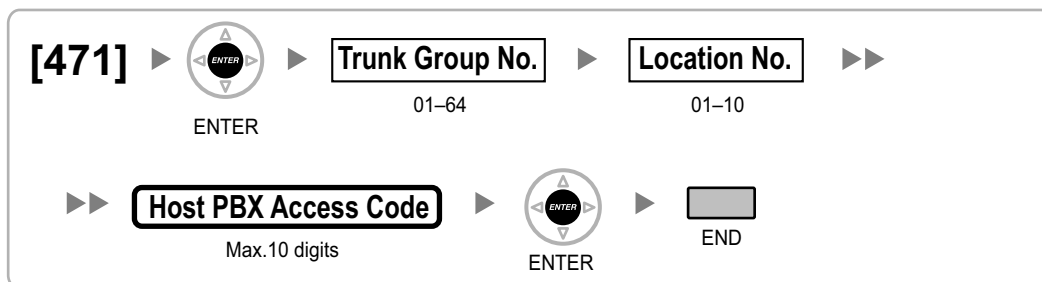 [471] ENTER Trunk Group No. Location No.
01–64 01–10
ENTER
Host PBX Access Code ENTER
Max.10 digits END
ENTER